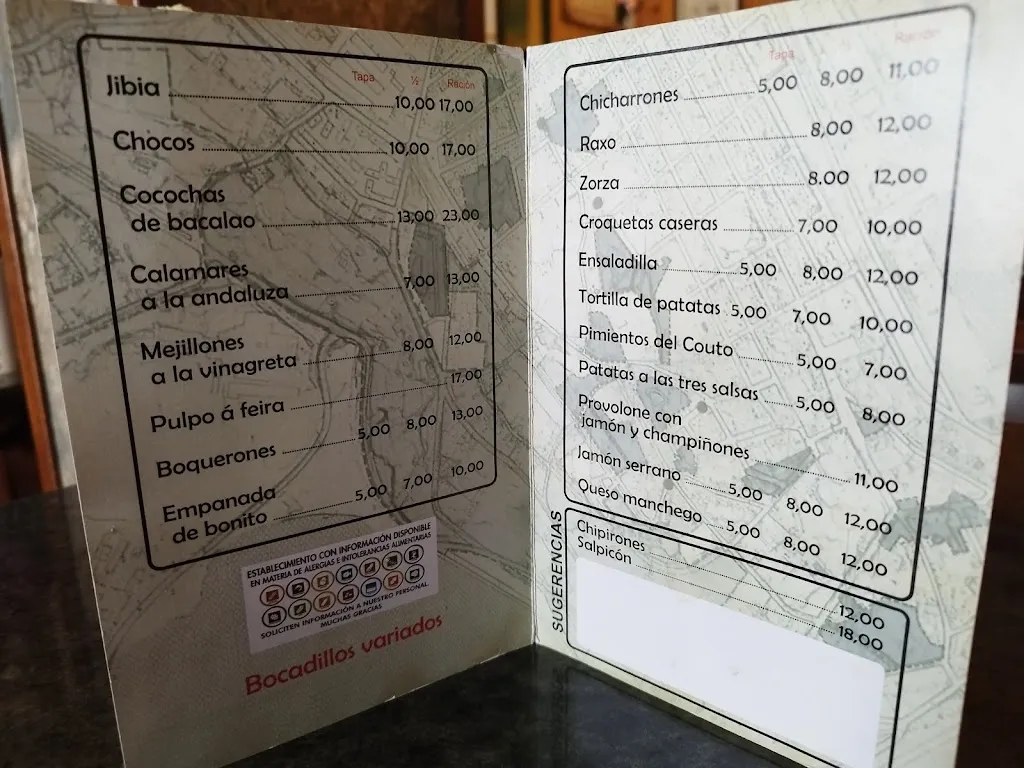 Tapa ½ Ración
Jibia 10,00 17,00
Chocos 10,00 17,00
Cocochas
de bacalao 13,00 23,00
Calamares
a la andaluza 7,00 13,00
Mejillones
a la vinagreta 8,00 12,00
Pulpo á feira 17,00
Boquerones 5,00 8,00 13,00
Empanada
de bonito 5,00 7,00 10,00
ESTABLECIMIENTO CON INFORMACIÓN DISPONIBLE
EN MATERIA DE ALERGIAS E INTOLERANCIAS ALIMENTARIAS
SOLICITEN INFORMACIÓN A NUESTRO PERSONAL
MUCHAS GRACIAS
Bocadillos variados
Tapa Ración
Chicharrones 5,00 8,00 11,00
Raxo 8,00 12,00
Zorza 8.00 12,00
Croquetas caseras 7,00 10,00
Ensaladilla 5,00 8,00 12,00
Tortilla de patatas 5,00 7,00 10,00
Pimientos del Couto 5,00 7,00
Patatas a las tres salsas 5,00 8,00
Provolone con
jamón y champiñones 11,00
Jamón serrano 5,00 8,00 12,00
Queso manchego 5,00 8,00 12,00
SUGERENCIAS
Chipirones 12,00
Salpicón 18,00